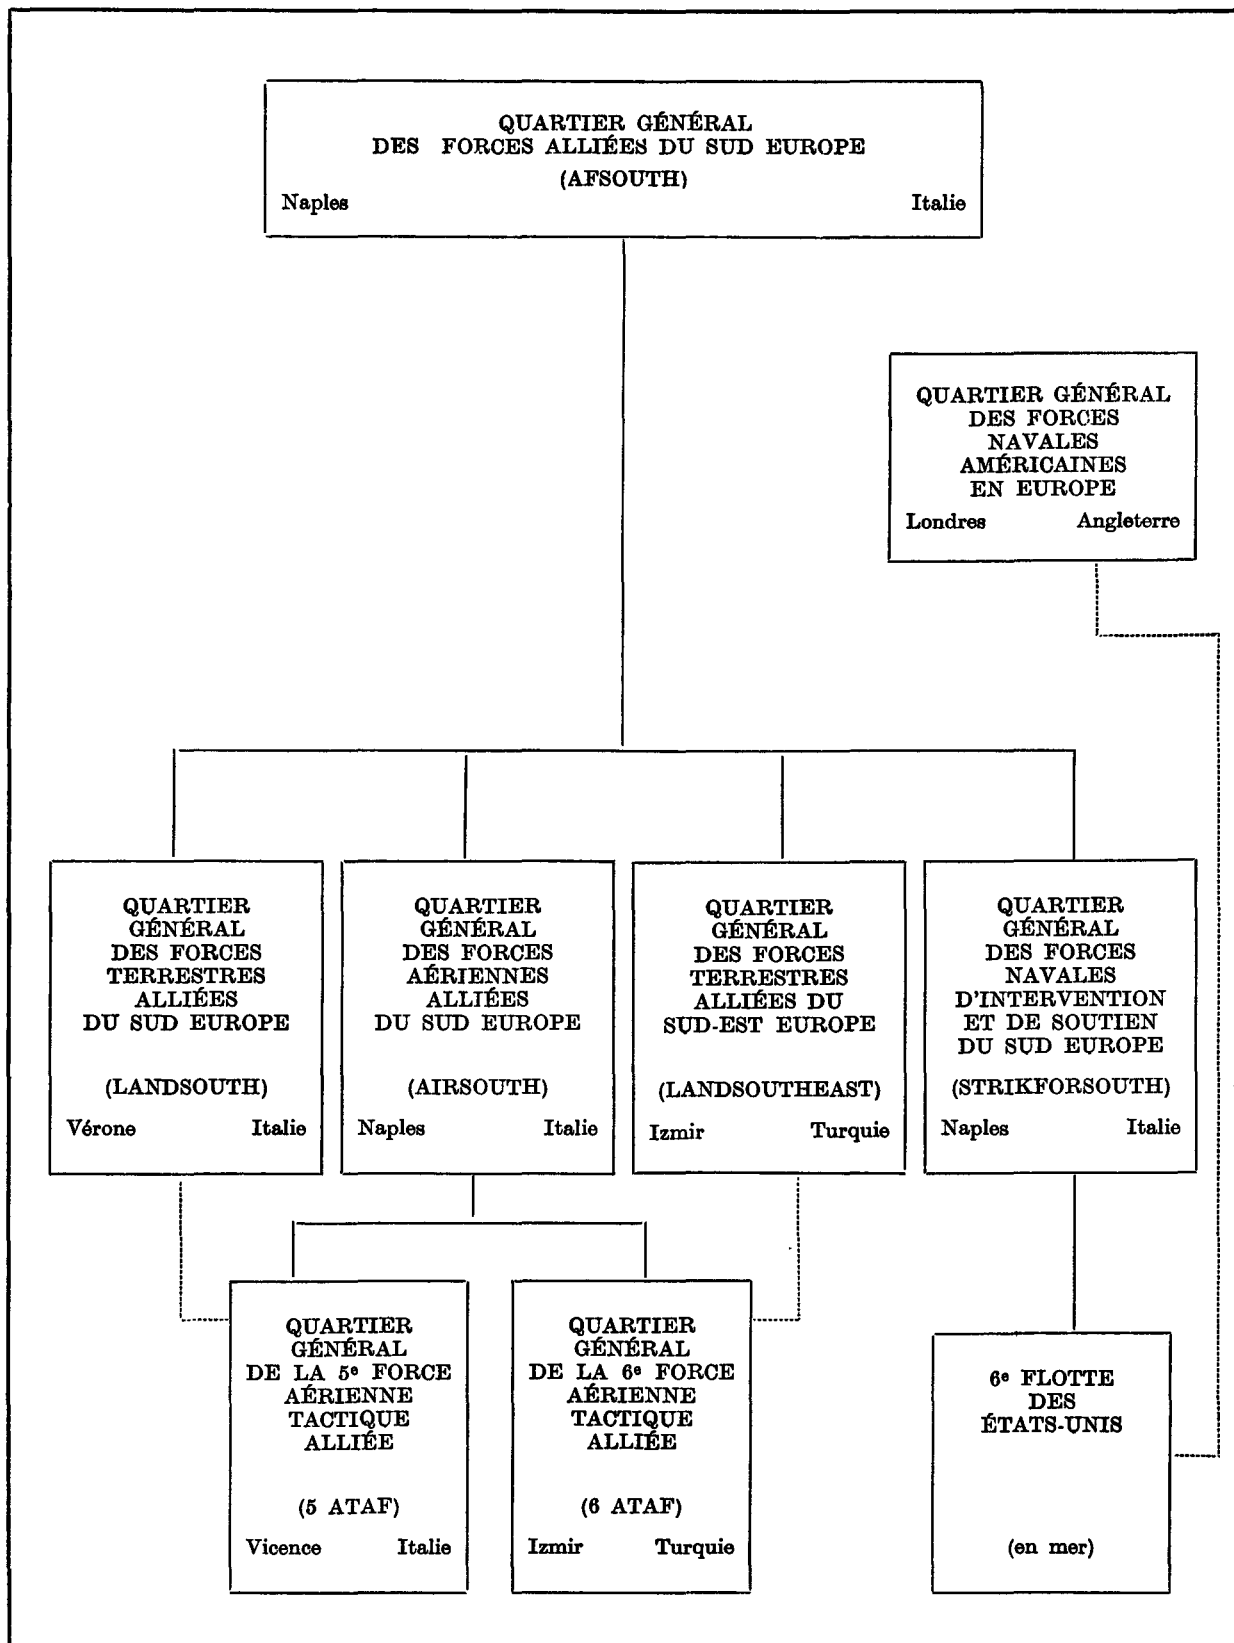 QUARTIER GÉNÉRAL
DES FORCES ALLIÉES DU SUD EUROPE
(AFSOUTH)
Naples Italie
QUARTIER GÉNÉRAL
DES FORCES
NAVALES
AMÉRICAINES
EN EUROPE
Londres Angleterre
QUARTIER
GÉNÉRAL
DES FORCES
TERRESTRES
ALLIÉES
DU SUD EUROPE
(LANDSOUTH)
Vérone Italie
QUARTIER
GÉNÉRAL
DES FORCES
AÉRIENNES
ALLIÉES
DU SUD EUROPE
(AIRSOUTH)
Naples Italie
QUARTIER
GÉNÉRAL
DES FORCES
TERRESTRES
ALLIÉES DU
SUD-EST EUROPE
(LANDSOUTHEAST)
Izmir Turquie
QUARTIER
GÉNÉRAL
DES FORCES
NAVALES
D'INTERVENTION
ET DE SOUTIEN
DU SUD EUROPE
(STRIKFORSOUTH)
Naples Italie
QUARTIER
GÉNÉRAL
DE LA 5e FORCE
AÉRIENNE
TACTIQUE
ALLIÉE
(5 ATAF)
Vicence Italie
QUARTIER
GÉNÉRAL
DE LA 6e FORCE
AÉRIENNE
TACTIQUE
ALLIÉE
(6 ATAF)
Izmir Turquie
6e FLOTTE
DES
ÉTATS-UNIS
(en mer)